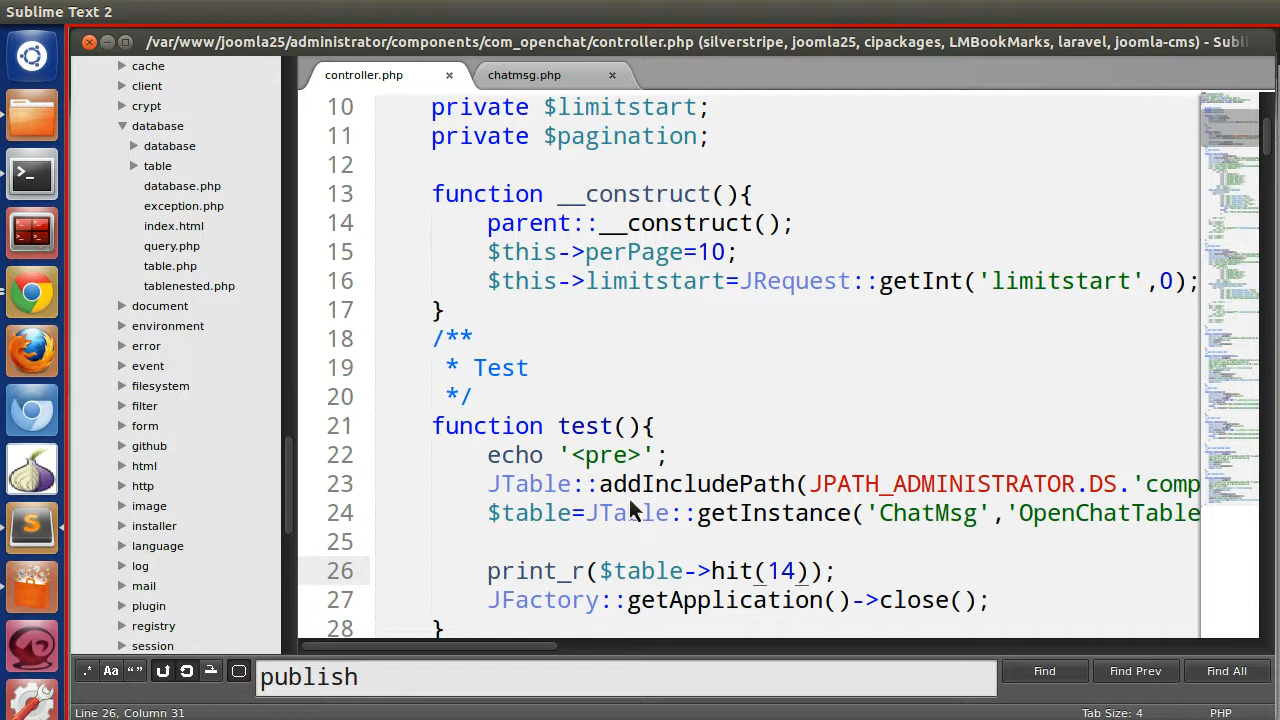 Sublime Text 2
/var/www/joomla25/administrator/components/com_openchat/controller.php (silverstripe, joomla25, cipackages, LMBookMarks, laravel, joomla-cms) - Subl
cache
client
crypt
database
database
table
database.php
exception.php
index.html
query.php
table.php
tablenested.php
document
environment
error
event
filesystem
filter
form
github
html
http
image
installer
language
log
mail
plugin
registry
session
controller.php × chatmsg.php ×
10 private $limitstart;
11 private $pagination;
12
13 function __construct(){
14 parent::__construct();
15 $this->perPage=10;
16 $this->limitstart=JRequest::getInt('limitstart',0);
17 }
18 /**
19 * Test
20 */
21 function test(){
22 echo '<pre>';
23 JTable::addIncludePath(JPATH_ADMINISTRATOR.DS.'comp
24 $table=JTable::getInstance('ChatMsg','OpenChatTable
25
26 print_r($table->hit(14));
27 JFactory::getApplication()->close();
28 }
.* Aa “”
publish
Find Find Prev Find All
Line 26, Column 31 Tab Size: 4 PHP